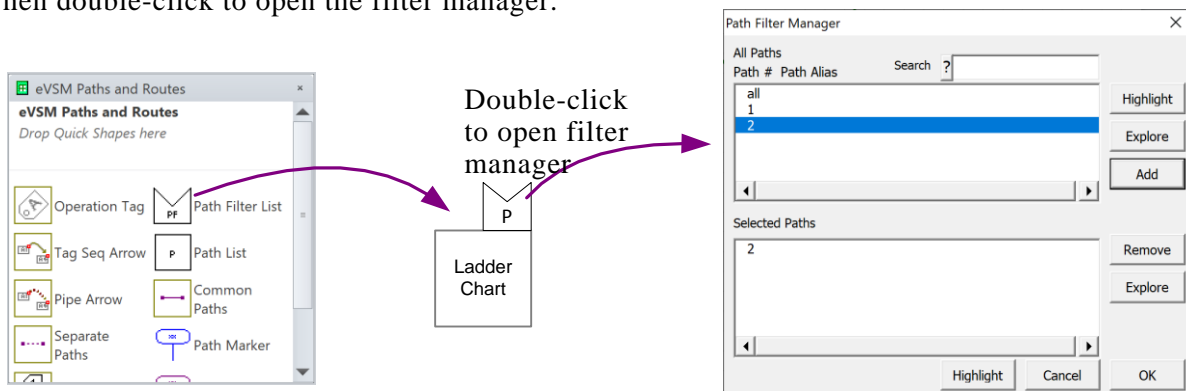 then double-click to open the filter manager.
eVSM Paths and Routes
eVSM Paths and Routes
Drop Quick Shapes here
Operation Tag
PF
Path Filter List
Tag Seq Arrow
P
Path List
Pipe Arrow
Common
Paths
Separate
Paths
xx
Path Marker
Double-click
to open filter
manager
P
Ladder
Chart
Path Filter Manager
All Paths
Path # Path Alias
Search ?
all
1
2
Highlight
Explore
Add
Selected Paths
2
Remove
Explore
Highlight
Cancel
OK